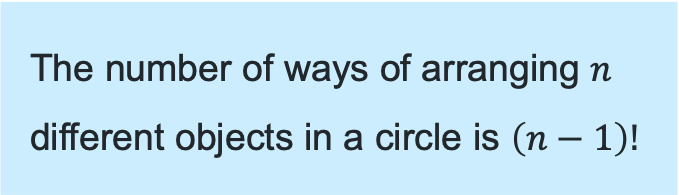 The number of ways of arranging n
different objects in a circle is (n − 1)!